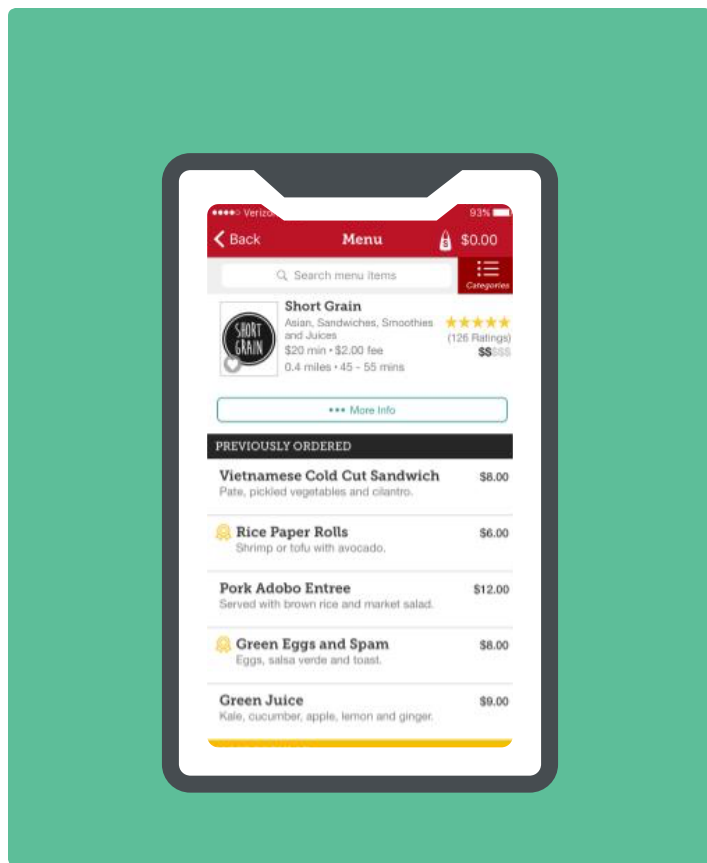 93%
Back
Menu
$0.00
Search menu items
Categories
SHORT
GRAIN
Short Grain
Asian, Sandwiches, Smoothies
and Juices
$20 min • $2.00 fee
0.4 miles • 45 - 55 mins
★★★★★
(126 Ratings)
$$$$$
••• More Info
PREVIOUSLY ORDERED
Vietnamese Cold Cut Sandwich $8.00
Pate, pickled vegetables and cilantro.
Rice Paper Rolls $6.00
Shrimp or tofu with avocado.
Pork Adobo Entree $12.00
Served with brown rice and market salad.
Green Eggs and Spam $8.00
Eggs, salsa verde and toast.
Green Juice $9.00
Kale, cucumber, apple, lemon and ginger.